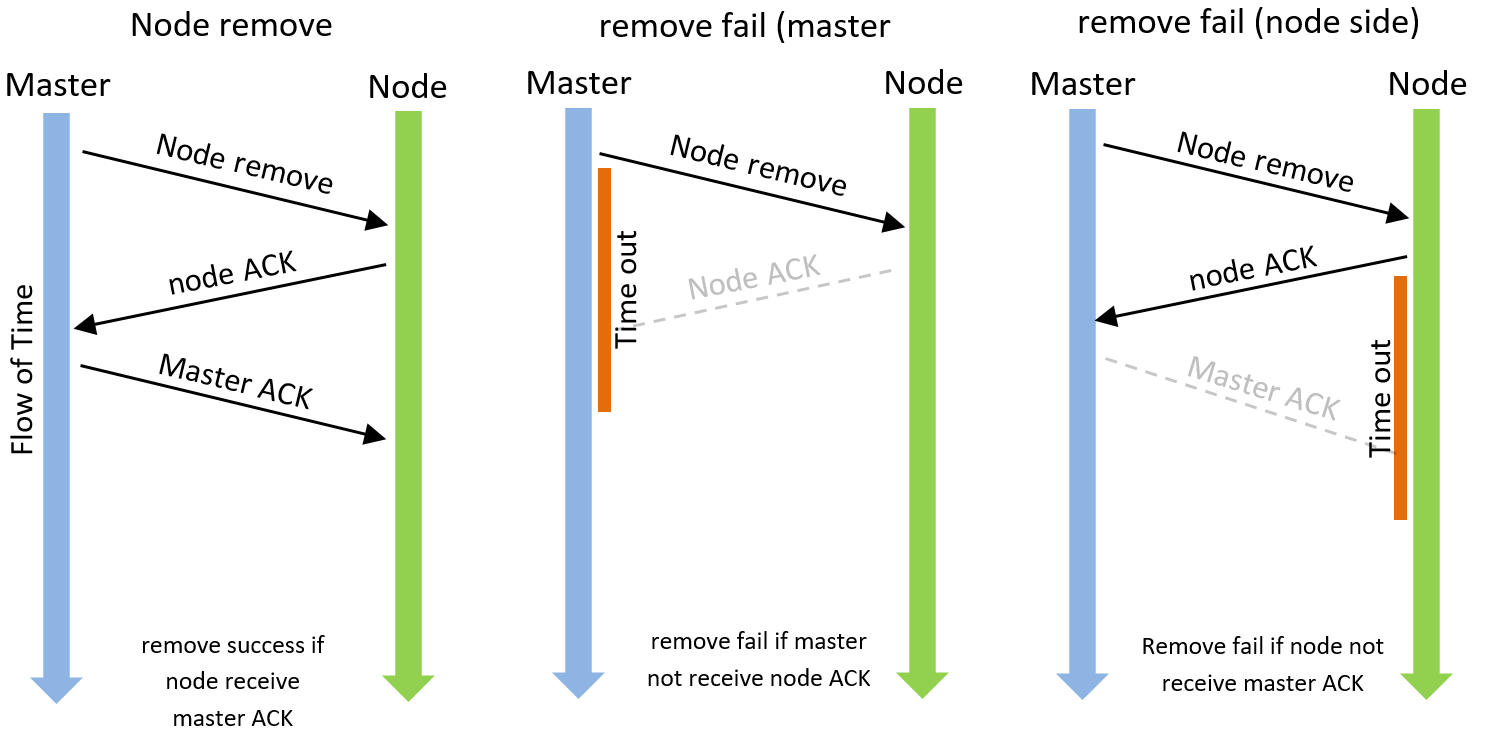 Node remove
Master
Node
Node remove
node ACK
Master ACK
Flow of Time
remove success if
node receive
master ACK
remove fail (master
Master
Node
Node remove
Node ACK
Time out
remove fail if master
not receive node ACK
remove fail (node side)
Master
Node
Node remove
node ACK
Master ACK
Time out
Remove fail if node not
receive master ACK